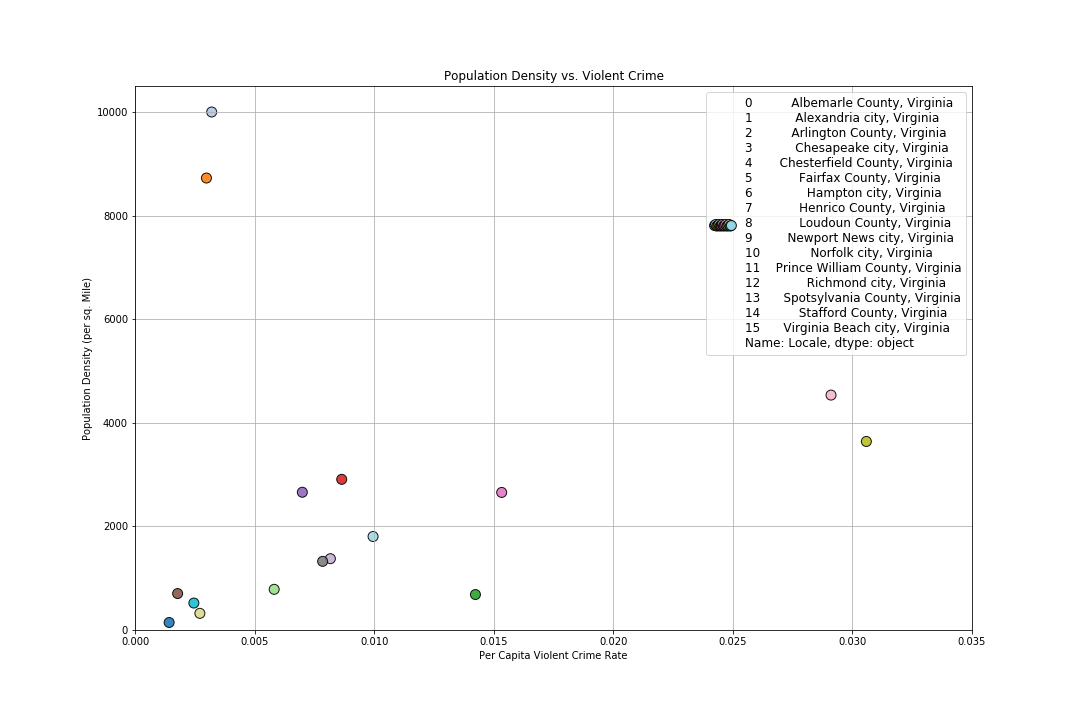 Population Density vs. Violent Crime
Population Density (per sq. Mile)
10000
8000
6000
4000
2000
0
0 Albemarle County, Virginia
1 Alexandria city, Virginia
2 Arlington County, Virginia
3 Chesapeake city, Virginia
4 Chesterfield County, Virginia
5 Fairfax County, Virginia
6 Hampton city, Virginia
7 Henrico County, Virginia
8 Loudoun County, Virginia
9 Newport News city, Virginia
10 Norfolk city, Virginia
11 Prince William County, Virginia
12 Richmond city, Virginia
13 Spotsylvania County, Virginia
14 Stafford County, Virginia
15 Virginia Beach city, Virginia
Name: Locale, dtype: object
0.000 0.005 0.010 0.015 0.020 0.025 0.030 0.035
Per Capita Violent Crime Rate